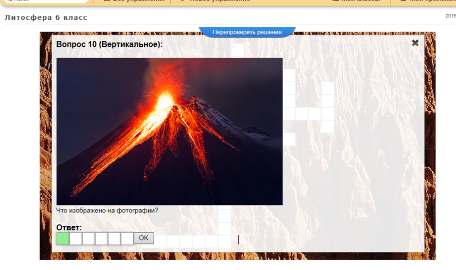 Литосфера 6 класс
Перепроверить решение
Вопрос 10 (Вертикальное):
Что изображено на фотографии?
Ответ:
OK